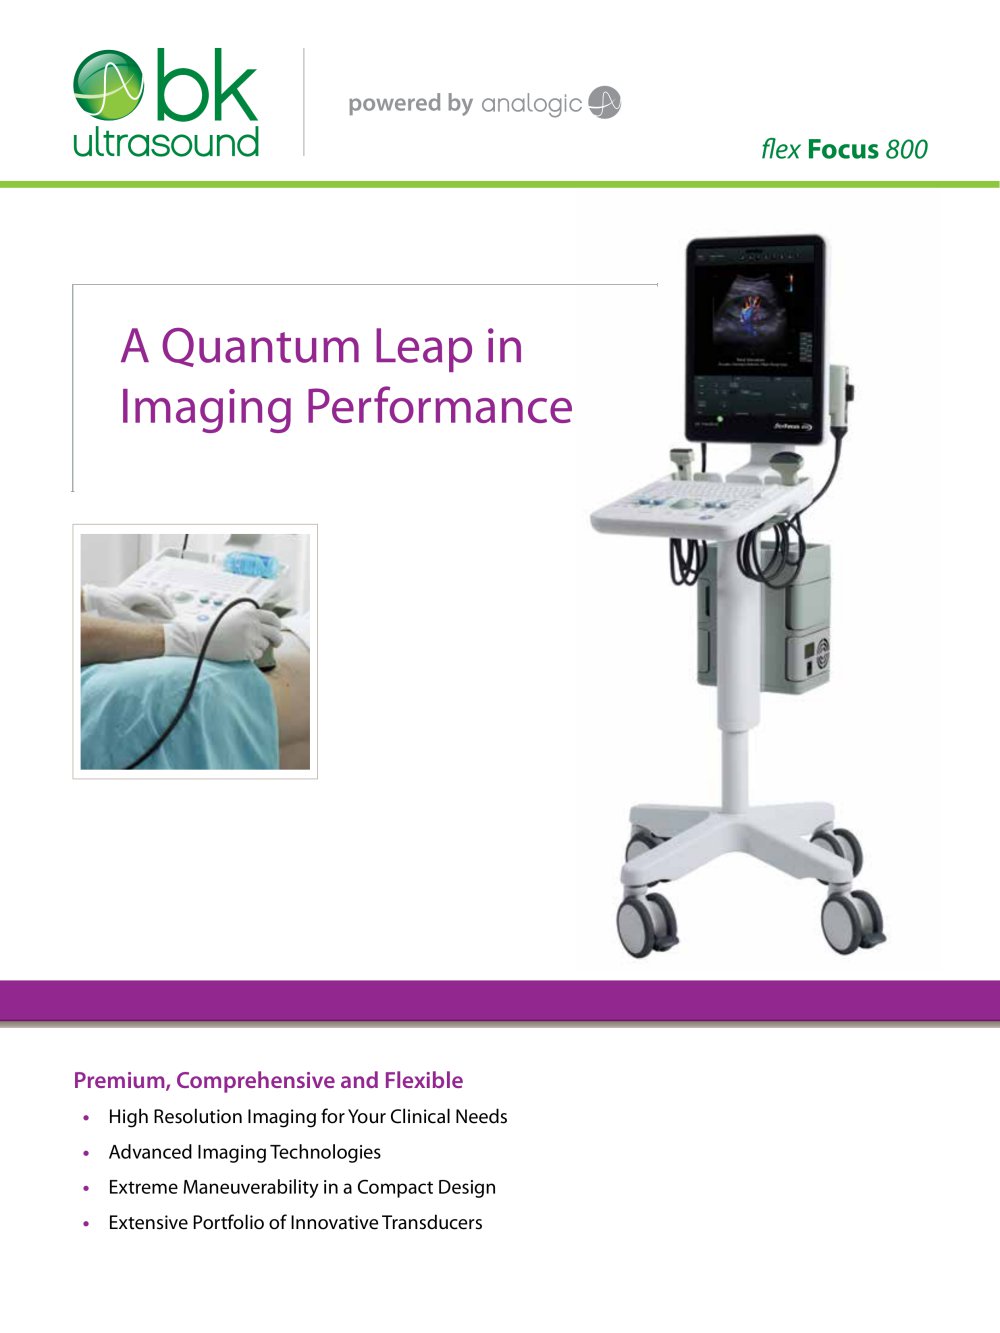 bk
ultrasound
powered by analogic
flex Focus 800
A Quantum Leap in
Imaging Performance
Premium, Comprehensive and Flexible
• High Resolution Imaging for Your Clinical Needs
• Advanced Imaging Technologies
• Extreme Maneuverability in a Compact Design
• Extensive Portfolio of Innovative Transducers